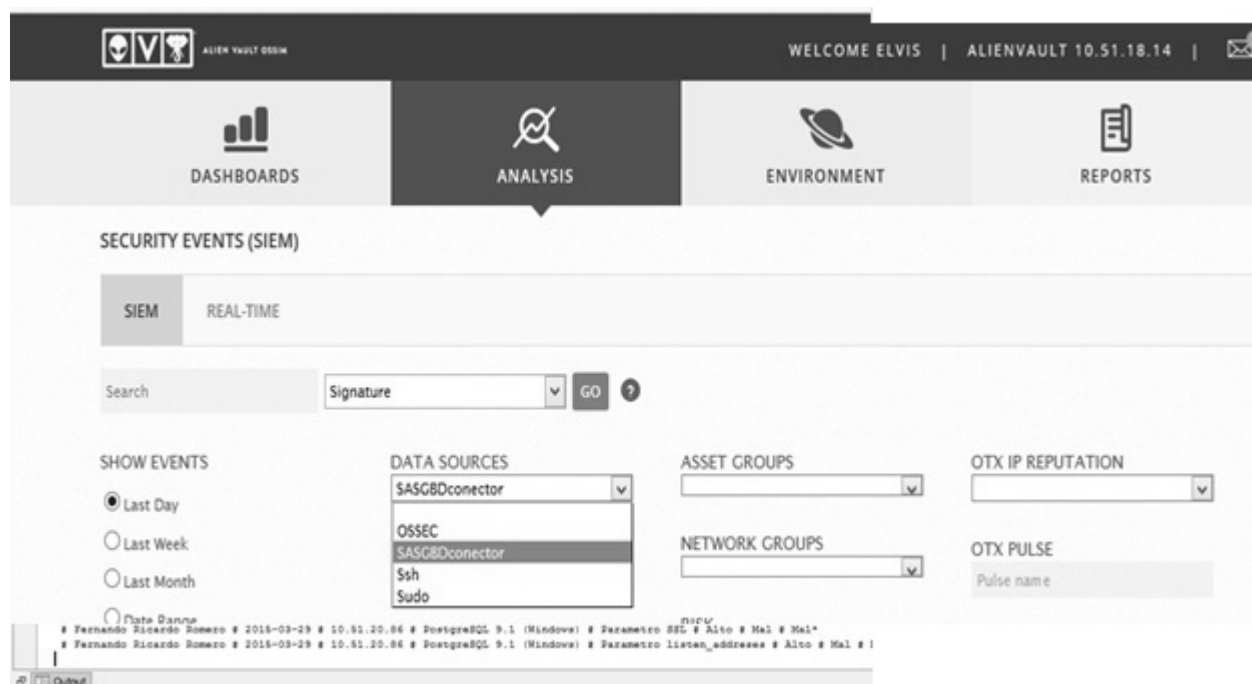 ALIEN VAULT OSSIM
WELCOME ELVIS | ALIENVAULT 10.51.18.14 |
DASHBOARDS
ANALYSIS
ENVIRONMENT
REPORTS
SECURITY EVENTS (SIEM)
SIEM
REAL-TIME
Search
Signature
GO
?
SHOW EVENTS
Last Day
Last Week
Last Month
Date Range
DATA SOURCES
SASGBDconector
OSSEC
SASGBDconector
Ssh
Sudo
ASSET GROUPS
NETWORK GROUPS
RISK
OTX IP REPUTATION
OTX PULSE
Pulse name
# Fernando Ricardo Romero # 2015-03-29 # 10.51.20.86 # PostgreSQL 9.1 (Windows) # Parametro SSL # Alto # Mal # Mal"
# Fernando Ricardo Romero # 2015-03-29 # 10.51.20.86 # PostgreSQL 9.1 (Windows) # Parametro listen_addreses # Alto # Mal #
Output